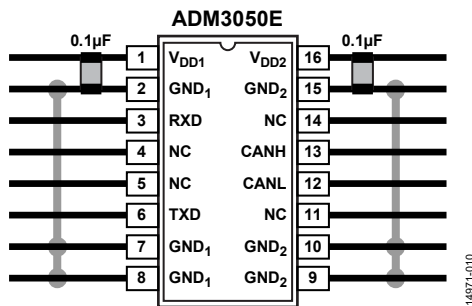 ADM3050E
0.1µF 0.1µF
1 VDD1 VDD2 16
2 GND1 GND2 15
3 RXD NC 14
4 NC CANH 13
5 NC CANL 12
6 TXD NC 11
7 GND1 GND2 10
8 GND1 GND2 9
14971-010